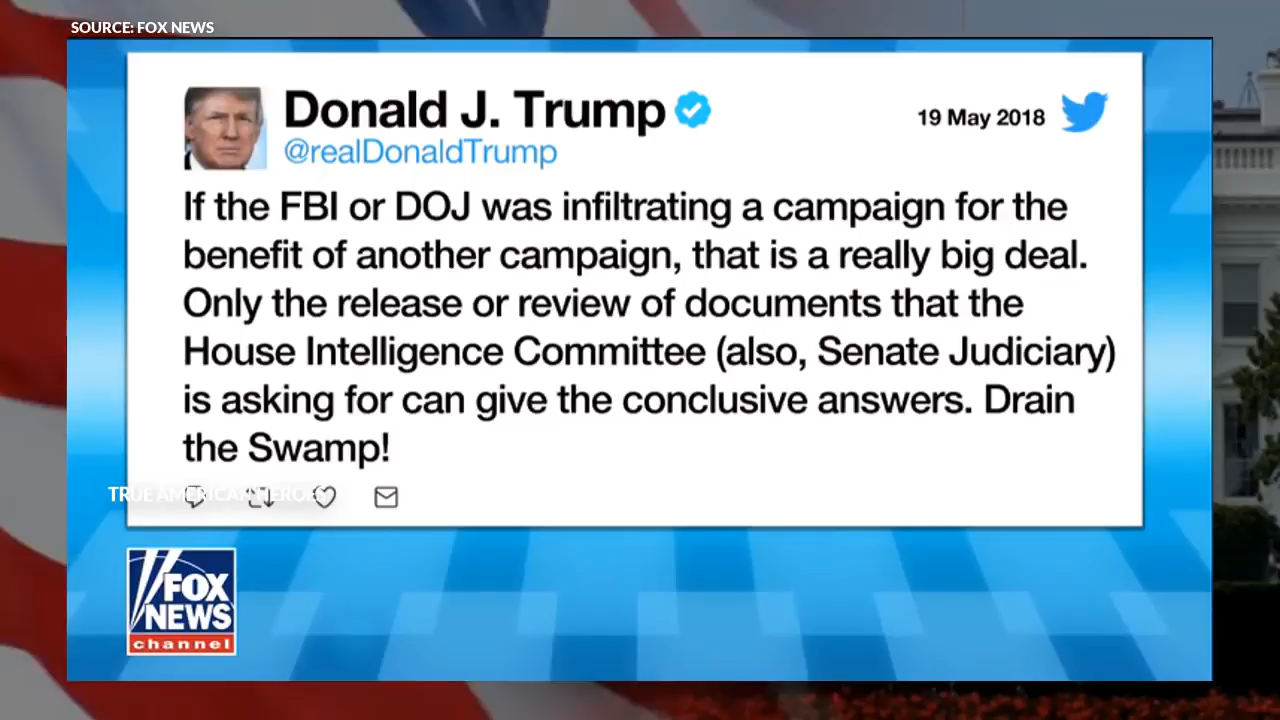 SOURCE: FOX NEWS
Donald J. Trump
@realDonaldTrump
19 May 2018
If the FBI or DOJ was infiltrating a campaign for the
benefit of another campaign, that is a really big deal.
Only the release or review of documents that the
House Intelligence Committee (also, Senate Judiciary)
is asking for can give the conclusive answers. Drain
the Swamp!
TRUE AMERICAN HEROES
FOX
NEWS
channel